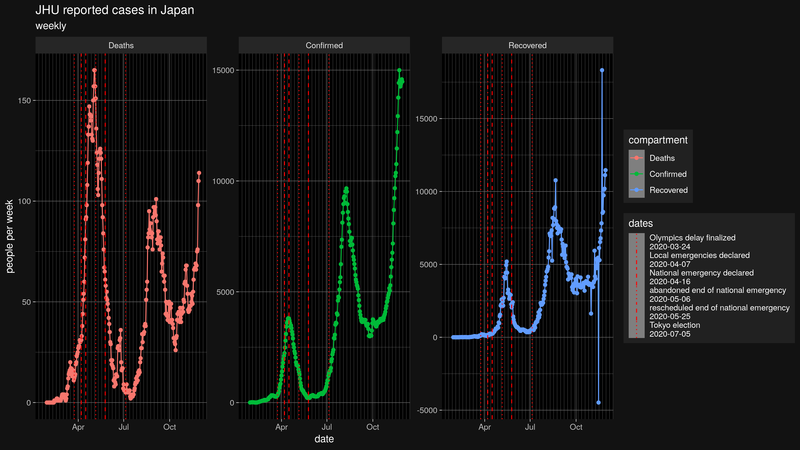 JHU reported cases in Japan
weekly
Deaths
Confirmed
Recovered
people per week
150
100
50
0
15000
10000
5000
0
15000
10000
5000
0
-5000
Apr
Jul
Oct
Apr
Jul
Oct
Apr
Jul
Oct
date
compartment
Deaths
Confirmed
Recovered
dates
Olympics delay finalized
2020-03-24
Local emergencies declared
2020-04-07
National emergency declared
2020-04-16
abandoned end of national emergency
2020-05-06
rescheduled end of national emergency
2020-05-25
Tokyo election
2020-07-05